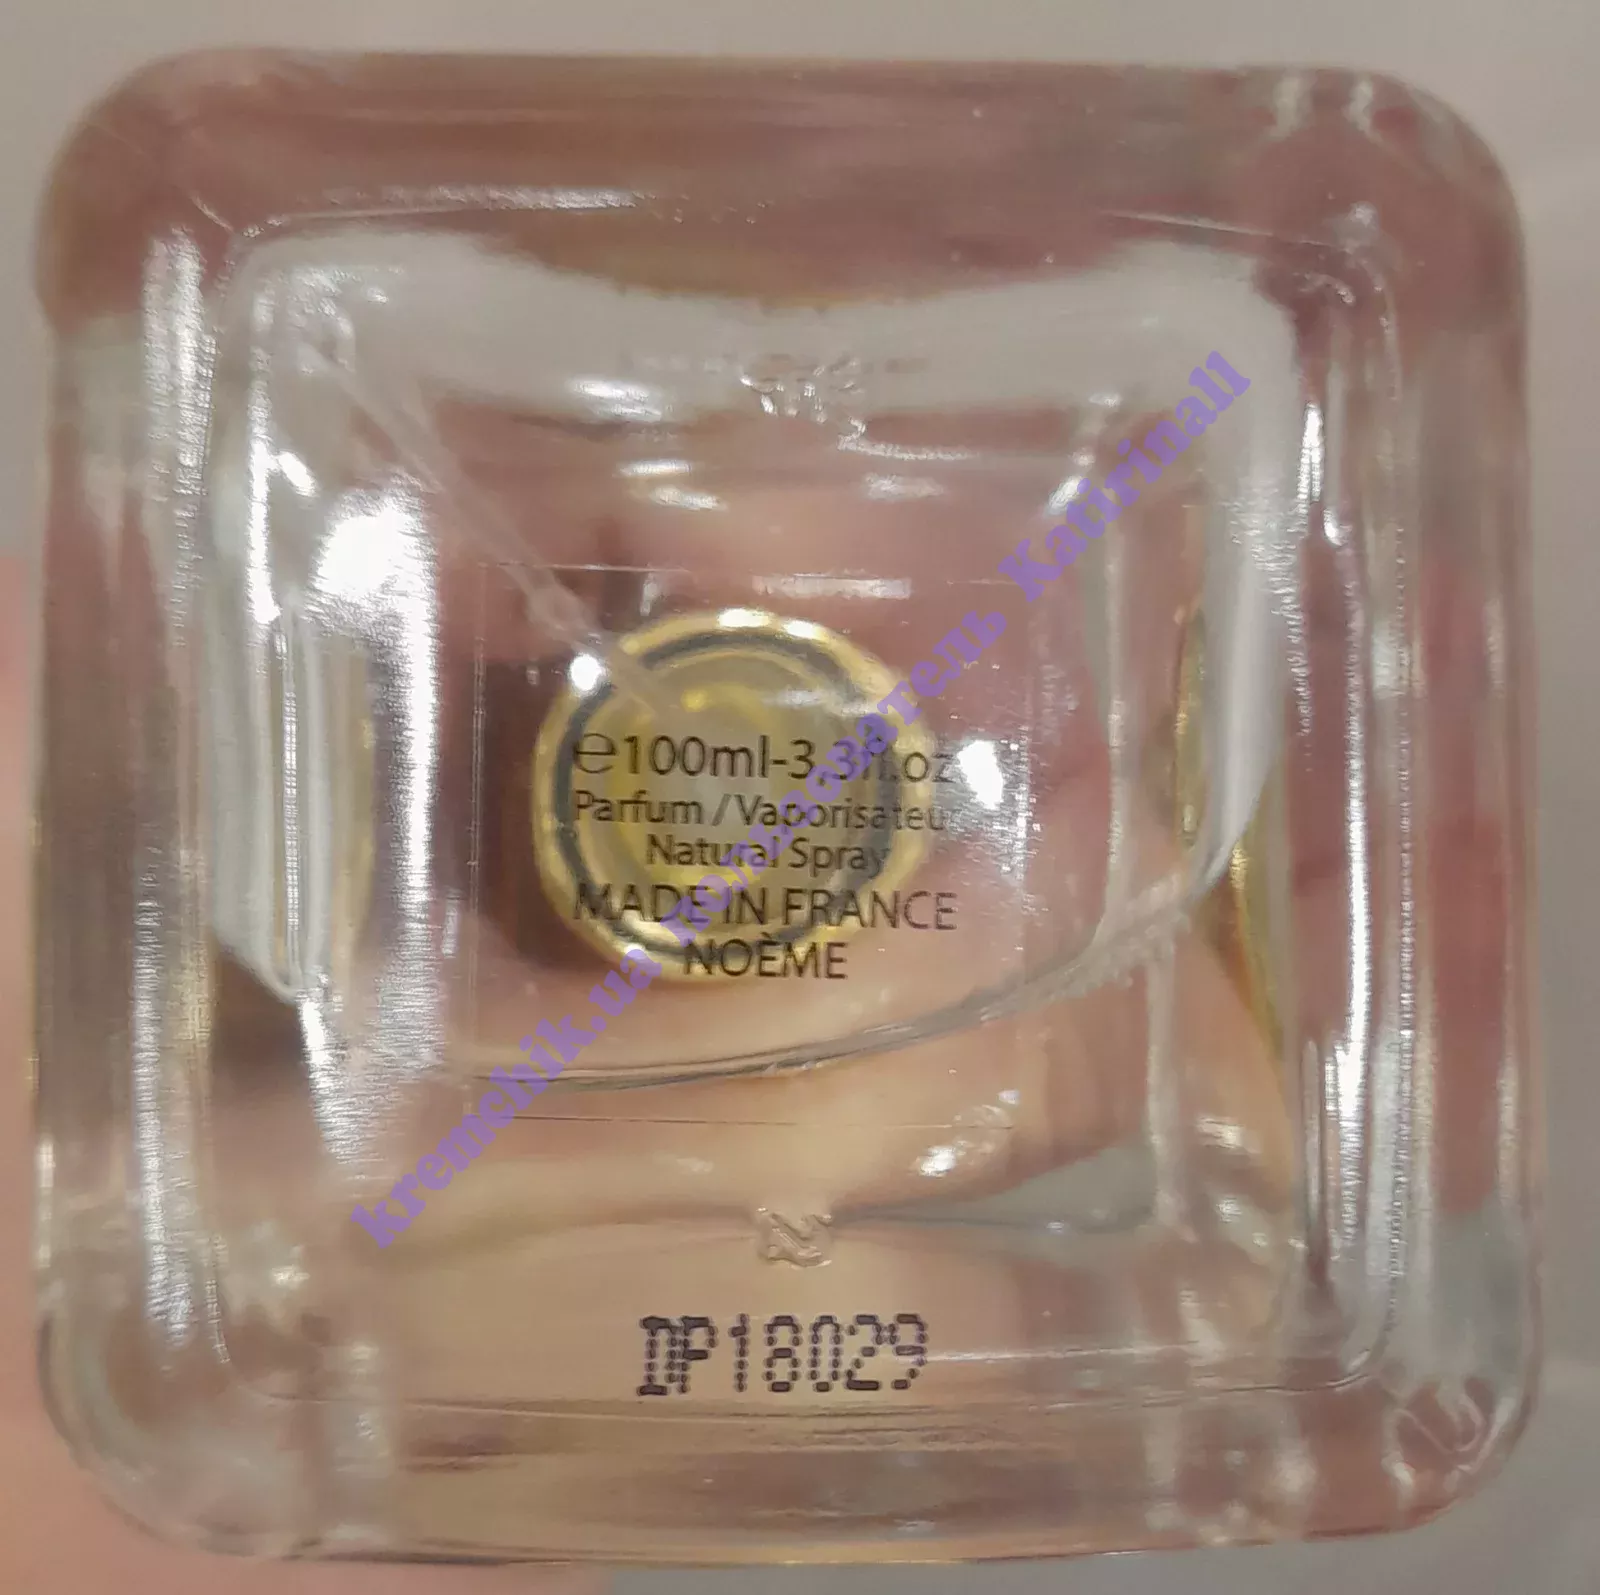 ℮100ml-3,3fl.oz
Parfum / Vaporisateur
Natural Spray
MADE IN FRANCE
NOÈME
DP18029
kremchik.ua пользователь Katirinall